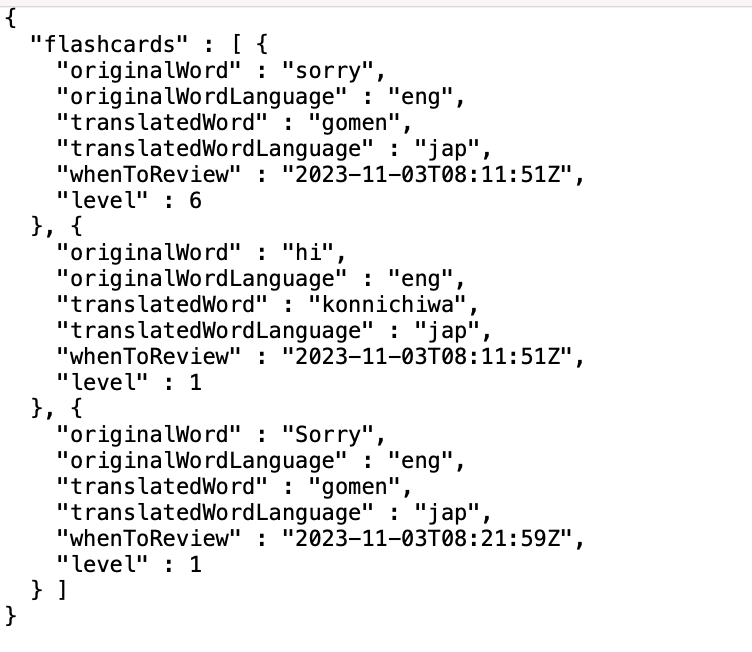 {
  "flashcards" : [ {
    "originalWord" : "sorry",
    "originalWordLanguage" : "eng",
    "translatedWord" : "gomen",
    "translatedWordLanguage" : "jap",
    "whenToReview" : "2023-11-03T08:11:51Z",
    "level" : 6
  }, {
    "originalWord" : "hi",
    "originalWordLanguage" : "eng",
    "translatedWord" : "konnichiwa",
    "translatedWordLanguage" : "jap",
    "whenToReview" : "2023-11-03T08:11:51Z",
    "level" : 1
  }, {
    "originalWord" : "Sorry",
    "originalWordLanguage" : "eng",
    "translatedWord" : "gomen",
    "translatedWordLanguage" : "jap",
    "whenToReview" : "2023-11-03T08:21:59Z",
    "level" : 1
  } ]
}